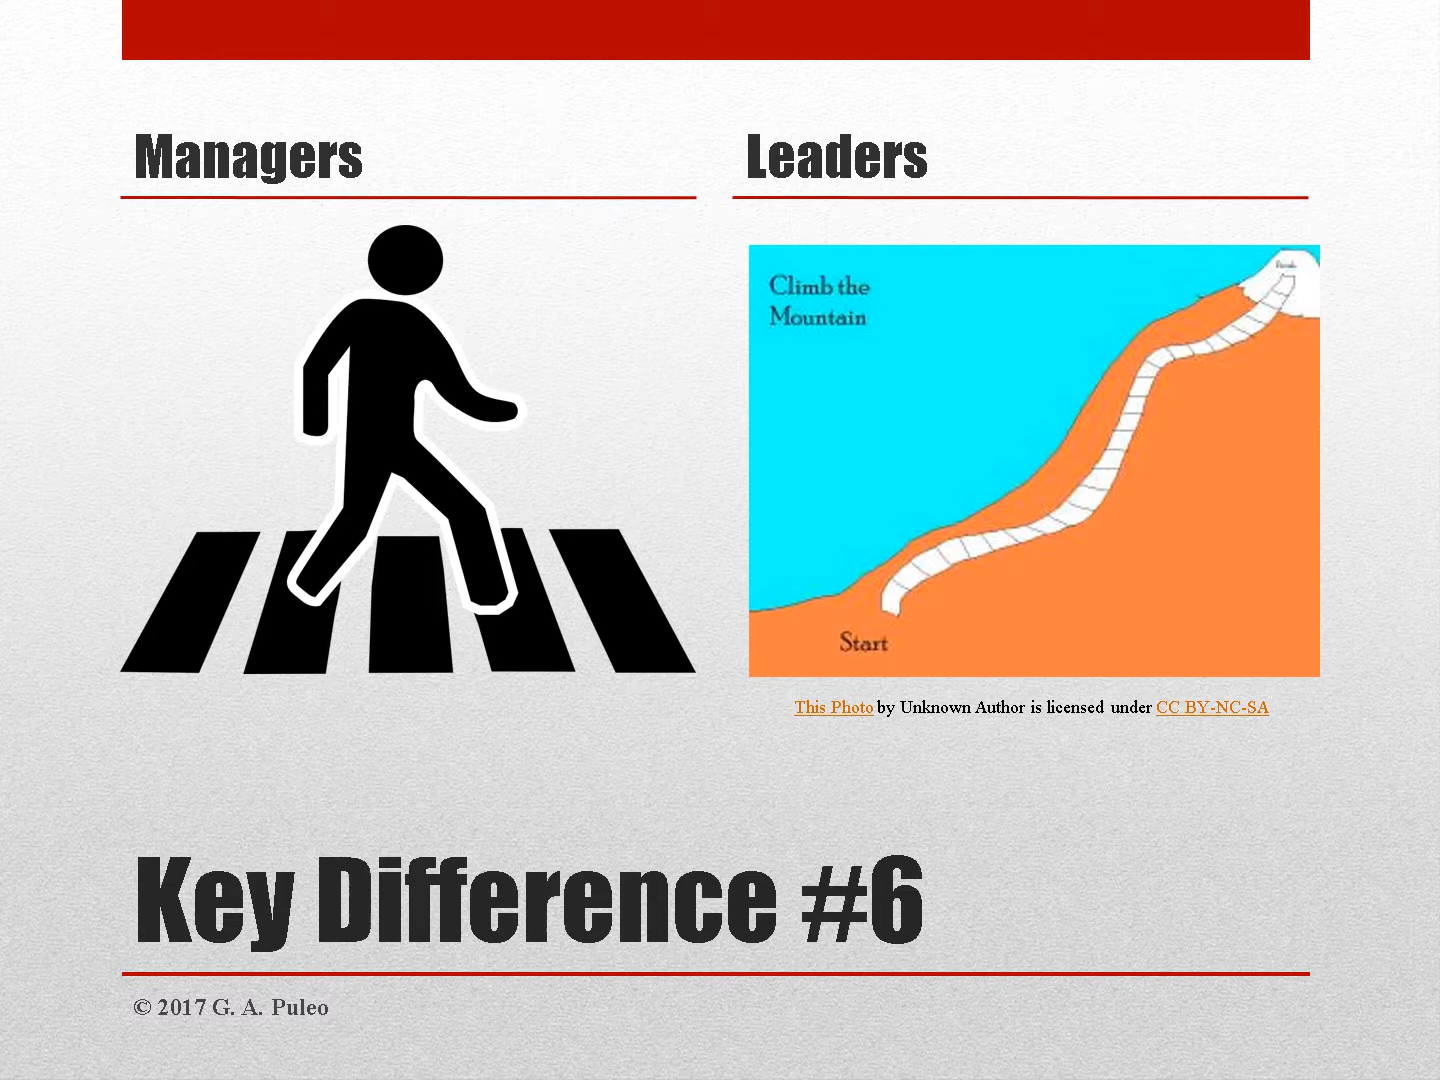 Managers
Leaders
Climb the
Mountain
Start
This Photo by Unknown Author is licensed under CC BY-NC-SA
Key Difference #6
© 2017 G. A. Puleo